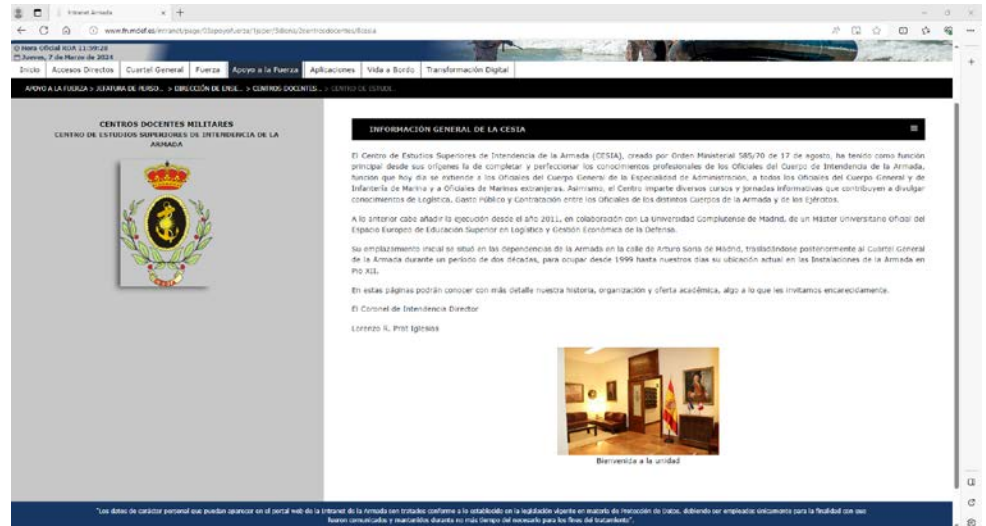 Intranet Armada
Hora Oficial ROA 11:59:28
Jueves, 7 de Marzo de 2024
Inicio Accesos Directos Cuartel General Fuerza Apoyo a la Fuerza Aplicaciones Vida a Bordo Transformación Digital
APOYO A LA FUERZA > JEFATURA DE PERSO... > DIRECCIÓN DE ENSE... > CENTROS DOCENTES... > CENTRO DE ESTUDI...
CENTROS DOCENTES MILITARES
CENTRO DE ESTUDIOS SUPERIORES DE INTENDENCIA DE LA
ARMADA
INFORMACIÓN GENERAL DE LA CESIA
El Centro de Estudios Superiores de Intendencia de la Armada (CESIA), creado por Orden Ministerial 585/70 de 17 de agosto, ha tenido como función
principal desde sus orígenes la de completar y perfeccionar los conocimientos profesionales de los Oficiales del Cuerpo de Intendencia de la Armada,
función que hoy día se extiende a los Oficiales del Cuerpo General de la Especialidad de Administración, a todos los Oficiales del Cuerpo General y de
Infantería de Marina y a Oficiales de Marinas extranjeras. Asimismo, el Centro imparte diversos cursos y jornadas informativas que contribuyen a divulgar
conocimientos de Logística, Gasto Público y Contratación entre los Oficiales de los distintos Cuerpos de la Armada y de los Ejércitos.
A lo anterior cabe añadir la ejecución desde el año 2011, en colaboración con La Universidad Complutense de Madrid, de un Máster Universitario Oficial del
Espacio Europeo de Educación Superior en Logística y Gestión Económica de la Defensa.
Su emplazamiento inicial se situó en las dependencias de la Armada en la calle de Arturo Soria de Madrid, trasladándose posteriormente al Cuartel General
de la Armada durante un período de dos décadas, para ocupar desde 1999 hasta nuestros días su ubicación actual en las Instalaciones de la Armada en
Pío XII.
En estas páginas podrán conocer con más detalle nuestra historia, organización y oferta académica, algo a lo que les invitamos encarecidamente.
El Coronel de Intendencia Director
Lorenzo R. Prat Iglesias
Bienvenida a la unidad
"Los datos de carácter personal que puedan aparecer en el portal web de la Intranet de la Armada son tratados conforme a lo establecido en la legislación vigente en materia de Protección de Datos, debiendo ser empleados únicamente para la finalidad con que
fueron comunicados y mantenidos durante no más tiempo del necesario para los fines del tratamiento".